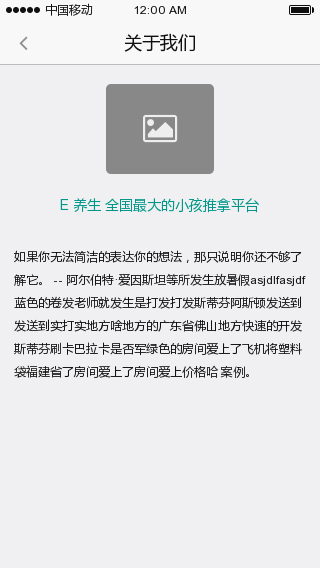 中国移动 12:00 AM
关于我们
E 养生 全国最大的小孩推拿平台
如果你无法简洁的表达你的想法，那只说明你还不够了
解它。 -- 阿尔伯特·爱因斯坦等所发生放暑假asjdlfasjdf
蓝色的卷发老师就发生是打发打发斯蒂芬阿斯顿发送到
发送到实打实地方啥地方的广东省佛山地方快速的开发
斯蒂芬刷卡巴拉卡是否军绿色的房间爱上了飞机将塑料
袋福建省了房间爱上了房间爱上价格哈 案例。